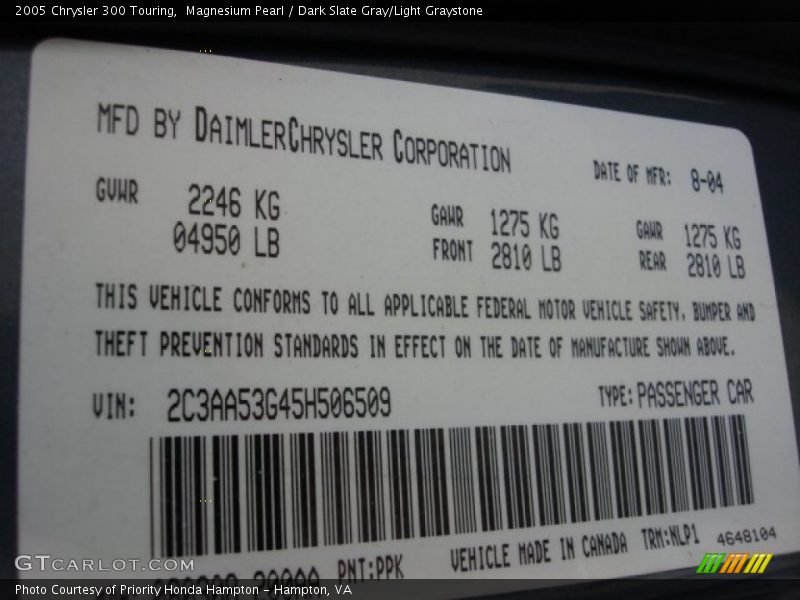 2005 Chrysler 300 Touring,  Magnesium Pearl / Dark Slate Gray/Light Graystone
MFD BY DAIMLERCHRYSLER CORPORATION
DATE OF MFR: 8-04
GVWR 2246 KG
04950 LB
GAWR 1275 KG
FRONT 2810 LB
GAWR 1275 KG
REAR 2810 LB
THIS VEHICLE CONFORMS TO ALL APPLICABLE FEDERAL MOTOR VEHICLE SAFETY, BUMPER AND
THEFT PREVENTION STANDARDS IN EFFECT ON THE DATE OF MANUFACTURE SHOWN ABOVE.
VIN: 2C3AA53G45H506509
TYPE: PASSENGER CAR
PNT:PPK
VEHICLE MADE IN CANADA
TRM:NLP1
4648104
GTCARLOT.COM
Photo Courtesy of Priority Honda Hampton - Hampton, VA